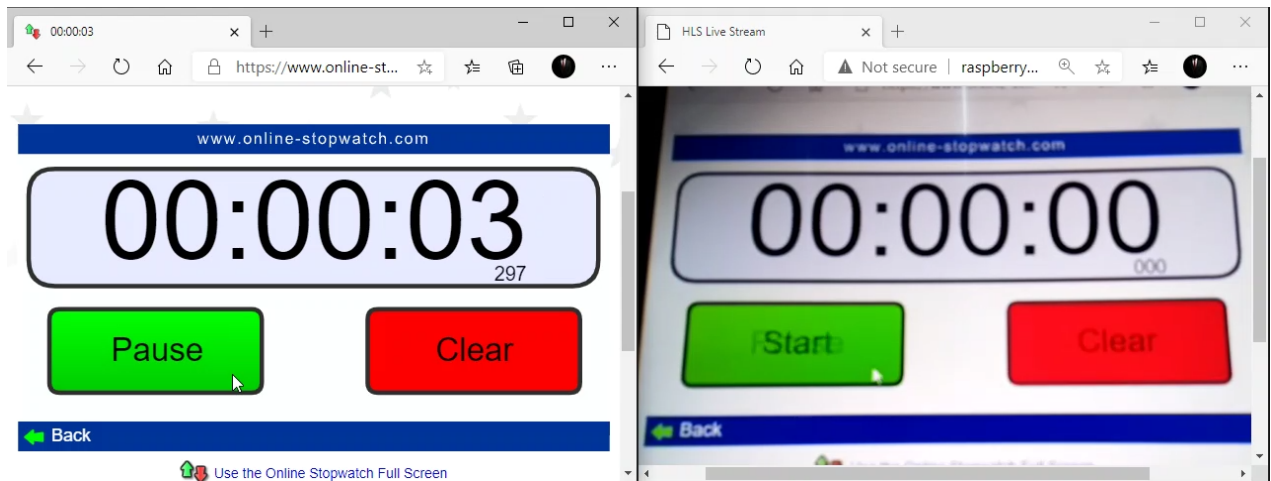 00:00:03
https://www.online-st...
www.online-stopwatch.com
00:00:03
297
Pause
Clear
Back
Use the Online Stopwatch Full Screen
HLS Live Stream
Not secure
raspberry...
www.online-stopwatch.com
00:00:00
000
Start
Clear
Back